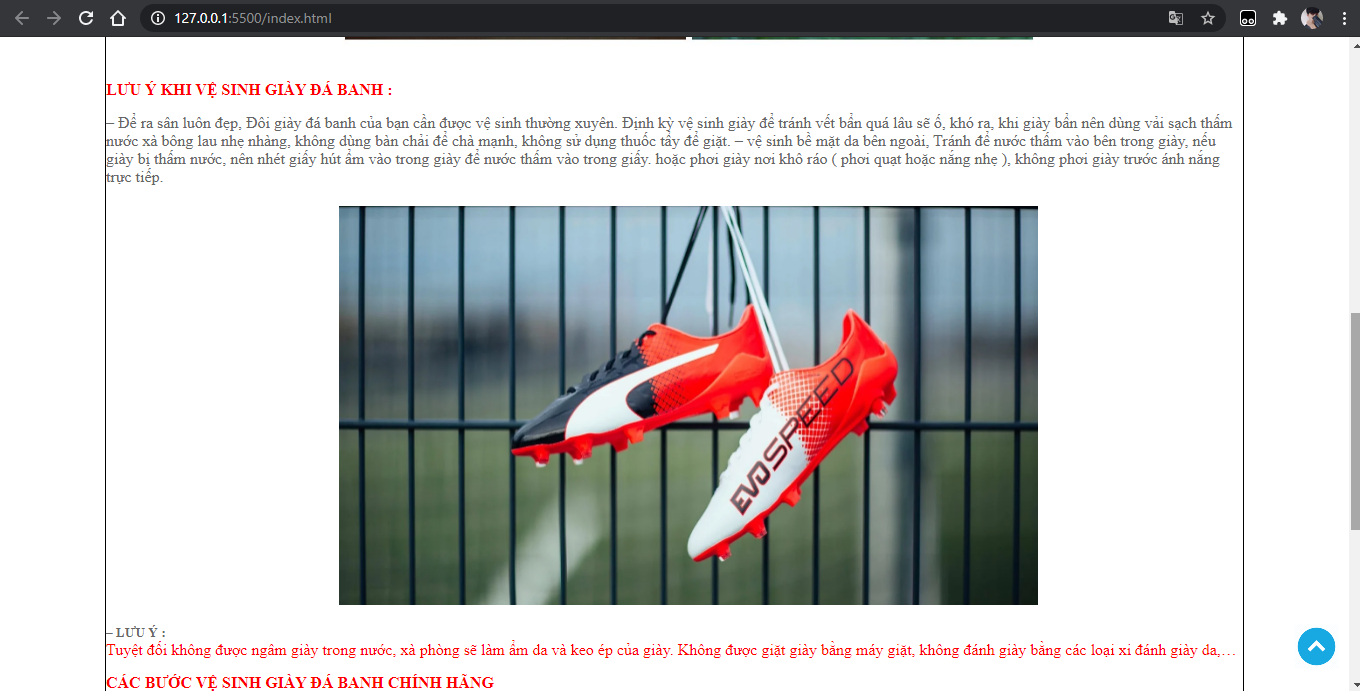 127.0.0.1:5500/index.html
LƯU Ý KHI VỆ SINH GIÀY ĐÁ BANH :
– Để ra sân luôn đẹp, Đôi giày đá banh của bạn cần được vệ sinh thường xuyên. Định kỳ vệ sinh giày để tránh vết bẩn quá lâu sẽ ố, khó rạ, khi giày bẩn nên dùng vải sạch thấm
nước xà bông lau nhẹ nhàng, không dùng bàn chải để chà mạnh, không sử dụng thuốc tẩy để giặt. – vệ sinh bề mặt da bên ngoài, Tránh để nước thấm vào bên trong giày, nếu
giày bị thấm nước, nên nhét giấy hút ẩm vào trong giày để nước thấm vào trong giấy. hoặc phơi giày nơi khô ráo ( phơi quạt hoặc nắng nhẹ ), không phơi giày trước ánh nắng
trực tiếp.
EVOSPEED
– LƯU Ý :
Tuyệt đối không được ngâm giày trong nước, xà phòng sẽ làm ẩm da và keo ép của giày. Không được giặt giày bằng máy giặt, không đánh giày bằng các loại xi đánh giày da,…
CÁC BƯỚC VỆ SINH GIÀY ĐÁ BANH CHÍNH HÃNG